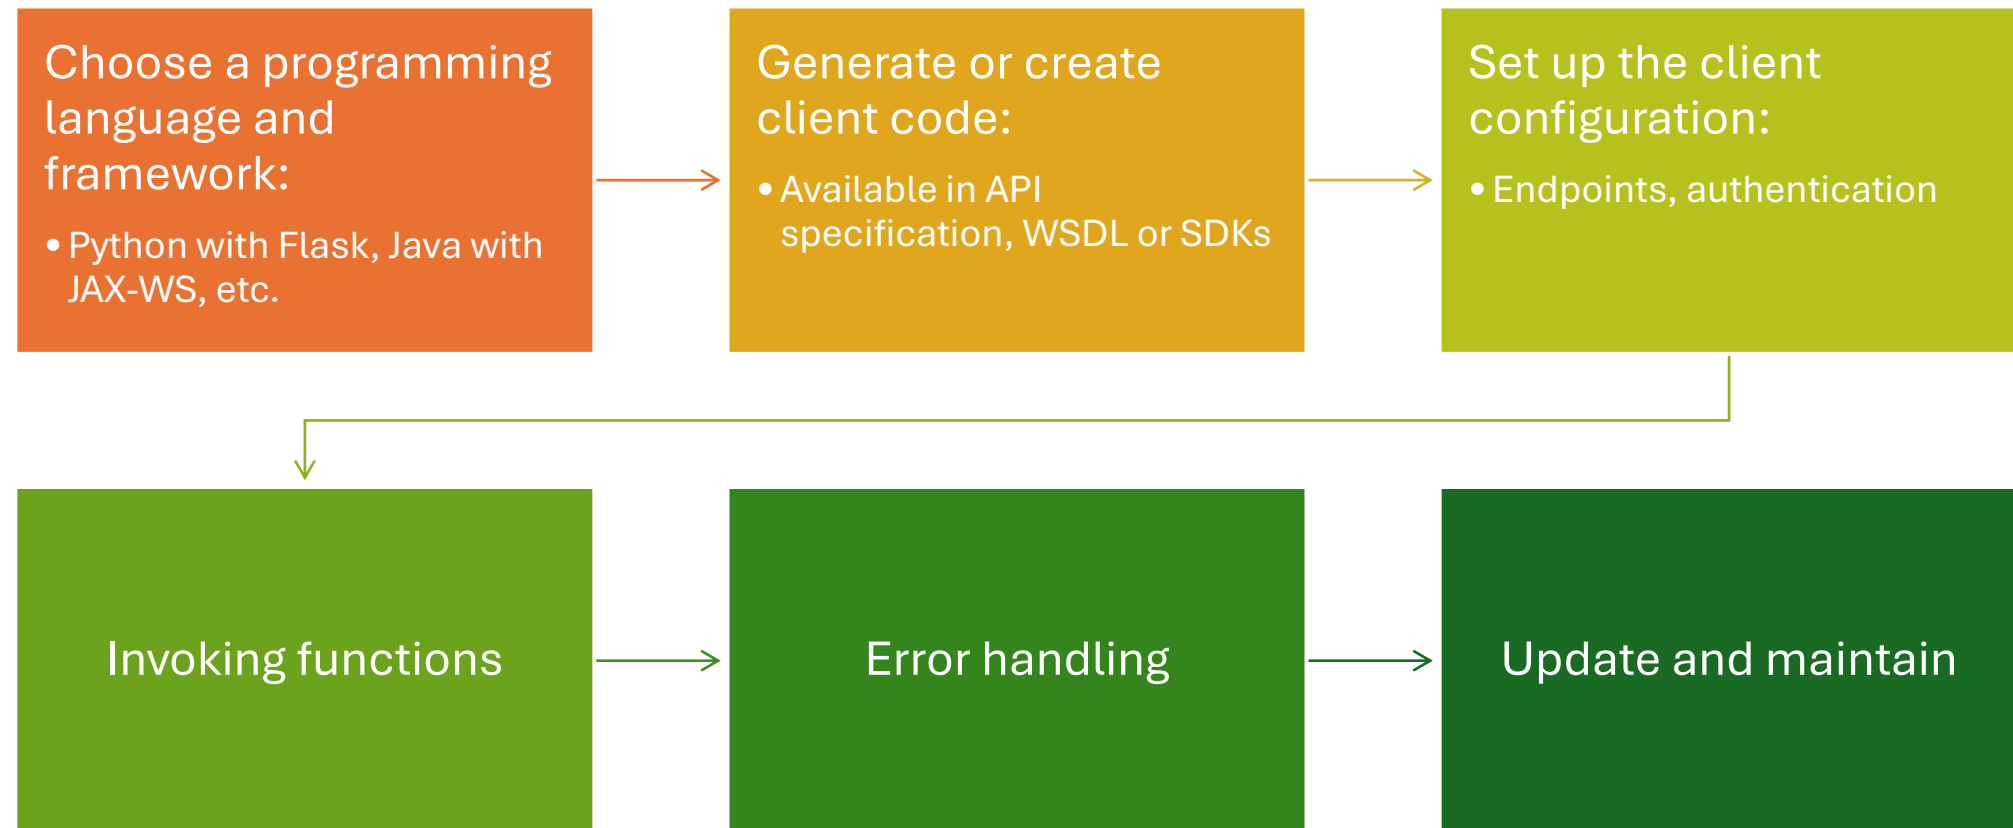 Choose a programming
language and
framework:
• Python with Flask, Java with
JAX-WS, etc.
Generate or create
client code:
• Available in API
specification, WSDL or SDKs
Set up the client
configuration:
• Endpoints, authentication
Invoking functions
Error handling
Update and maintain